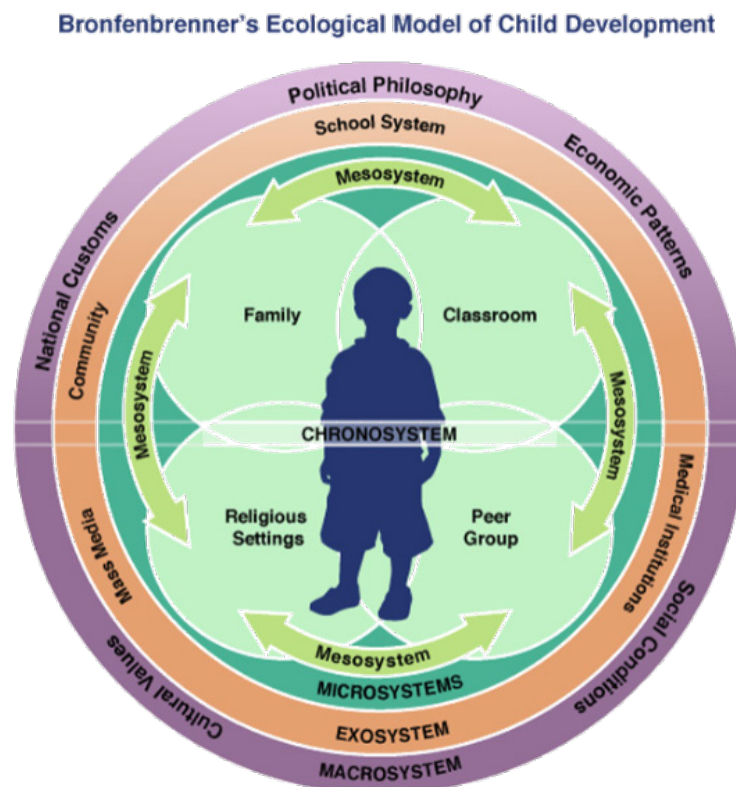 Bronfenbrenner's Ecological Model of Child Development
Political Philosophy
School System
Economic Patterns
Mesosystem
National Customs
Family
Classroom
Community
Mesosystem
Mesosystem
CHRONOSYSTEM
Religious
Settings
Peer
Group
Medical Institutions
Mass Media
Social Conditions
Cultural Values
Mesosystem
MICROSYSTEMS
EXOSYSTEM
MACROSYSTEM